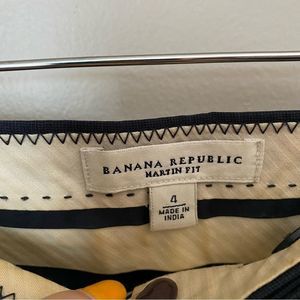 BANANA REPUBLIC
MARTIN FIT
4
MADE IN
INDIA